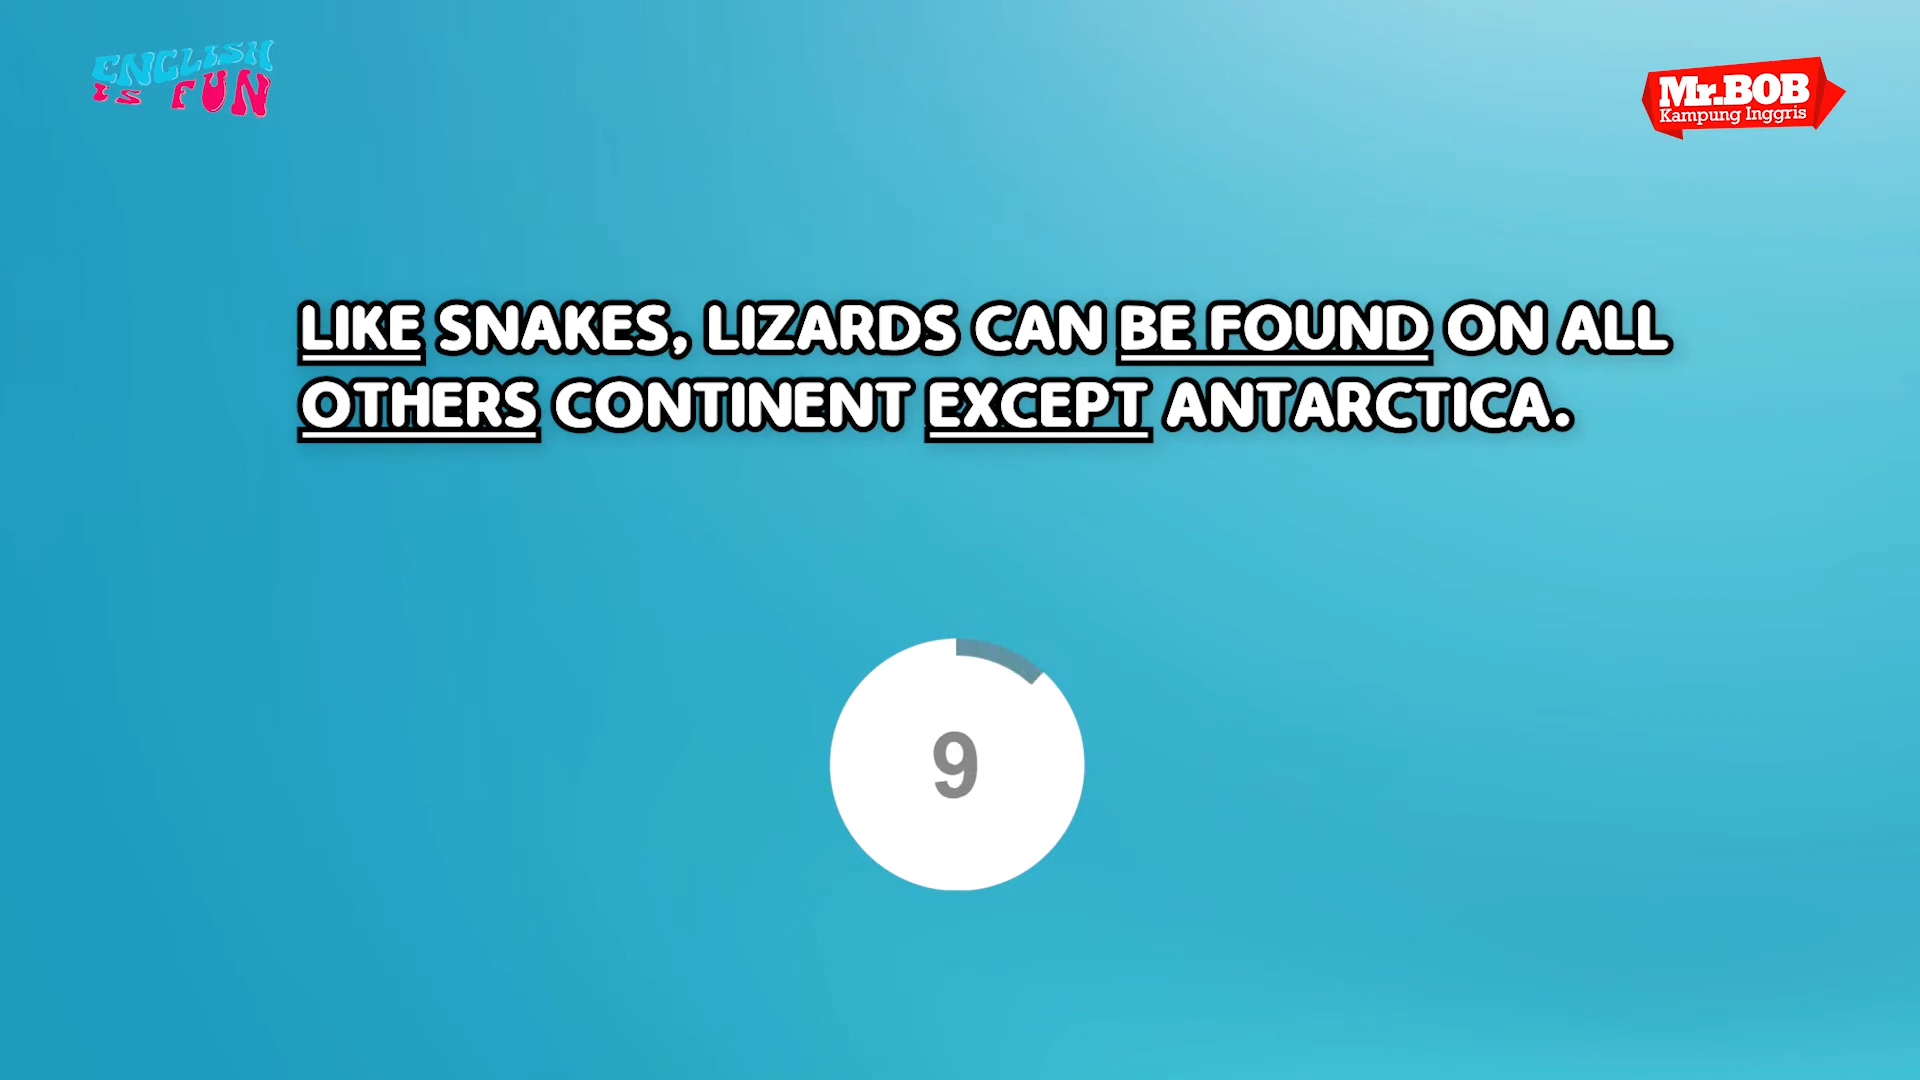 ENGLISH
IS FUN
Mr.BOB
Kampung Inggris
LIKE SNAKES, LIZARDS CAN BE FOUND ON ALL
OTHERS CONTINENT EXCEPT ANTARCTICA.
9